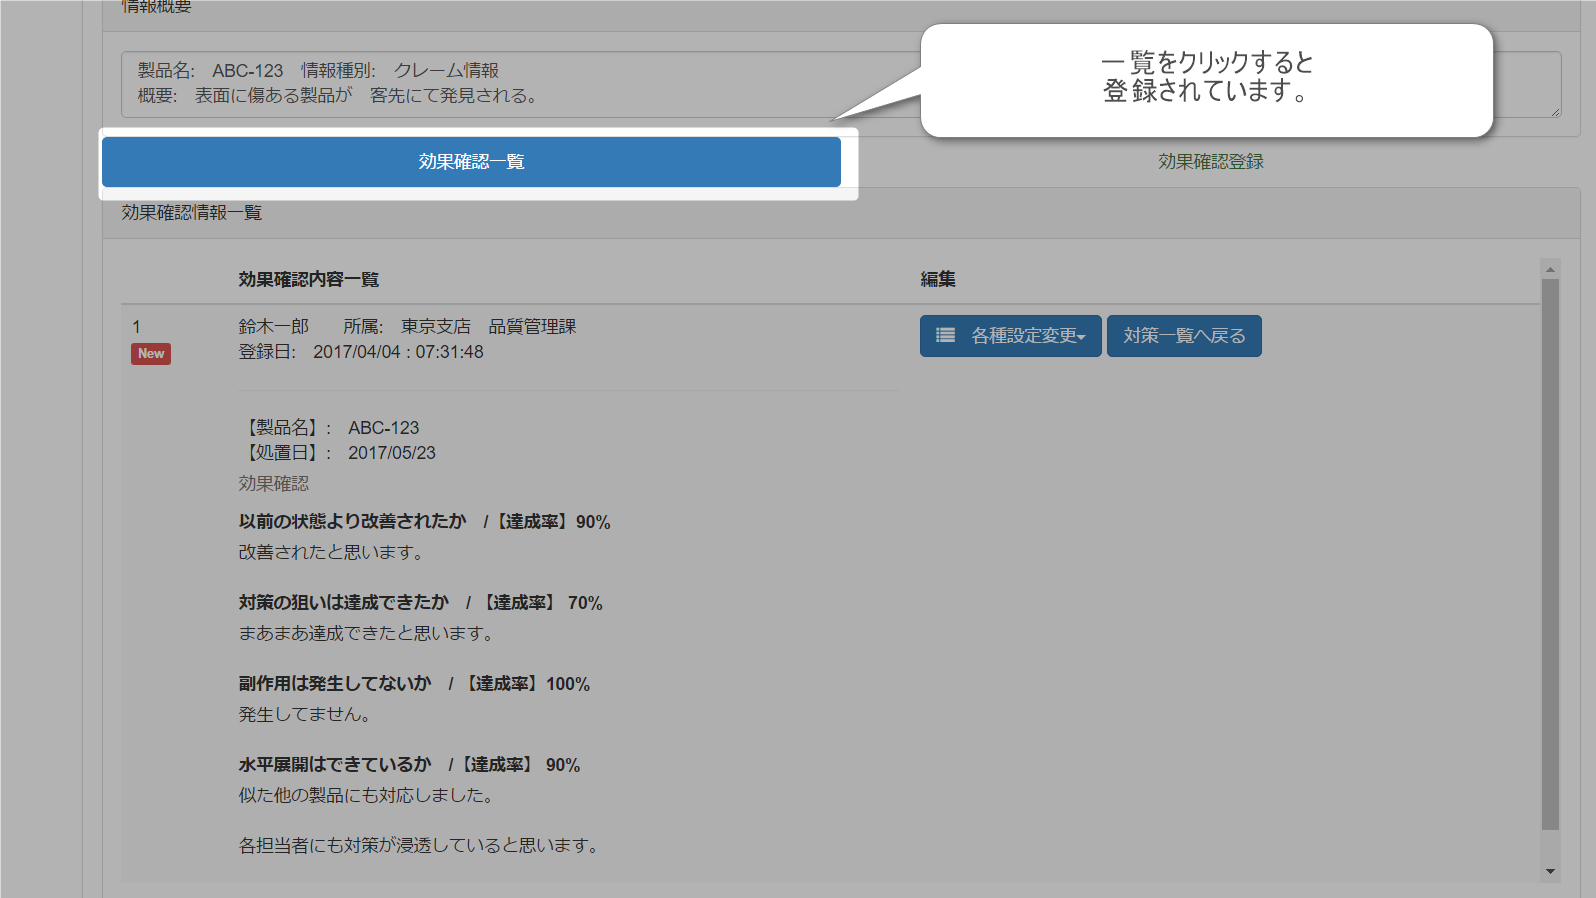 情報概要
製品名:　ABC-123　情報種別:　クレーム情報
概要:　表面に傷ある製品が　客先にて発見される。
一覧をクリックすると
登録されています。
効果確認一覧
効果確認登録
効果確認情報一覧
効果確認内容一覧
編集
1
New
鈴木一郎　　所属:　東京支店　品質管理課
登録日:　2017/04/04 : 07:31:48
各種設定変更
対策一覧へ戻る
【製品名】:　ABC-123
【処置日】:　2017/05/23
効果確認
以前の状態より改善されたか　/【達成率】90%
改善されたと思います。
対策の狙いは達成できたか　/ 【達成率】 70%
まあまあ達成できたと思います。
副作用は発生してないか　/ 【達成率】100%
発生してません。
水平展開はできているか　/【達成率】 90%
似た他の製品にも対応しました。
各担当者にも対策が浸透していると思います。